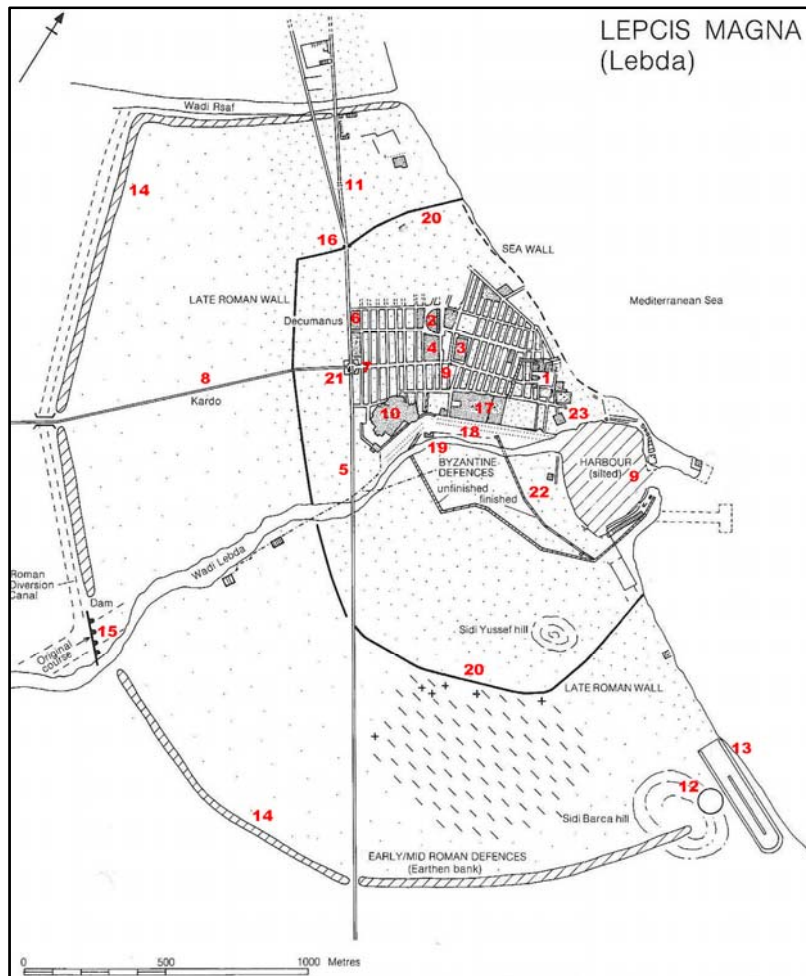 LEPCIS MAGNA
(Lebda)
Wadi Rsaf
14
11
20
16
SEA WALL
LATE ROMAN WALL
Mediterranean Sea
Decumanus
6
2
4
3
8
21
7
9
1
Kardo
10
17
23
18
19
BYZANTINE
DEFENCES
HARBOUR
(silted)
5
unfinished
22
9
finished
Wadi Lebda
Roman
Diversion
Canal
Dam
15
Original
course
Sidi Yussef hill
20
LATE ROMAN WALL
13
12
Sidi Barca hill
14
EARLY/MID ROMAN DEFENCES
(Earthen bank)
0
500
1000
Metres